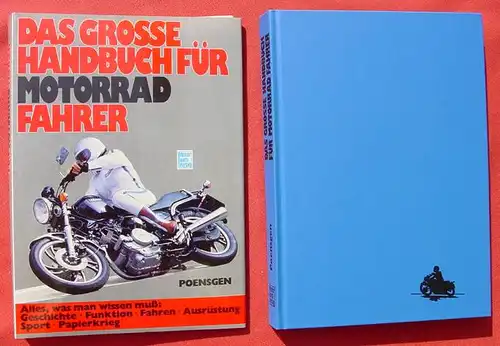 DAS GROSSE
HANDBUCH FÜR
MOTORRAD
FAHRER
POENSGEN
Alles, was man wissen muß:
Geschichte · Funktion · Fahren · Ausrüstung
Sport · Papierkrieg
DAS GROSSE HANDBUCH
FÜR MOTORRAD FAHRER
Poensgen